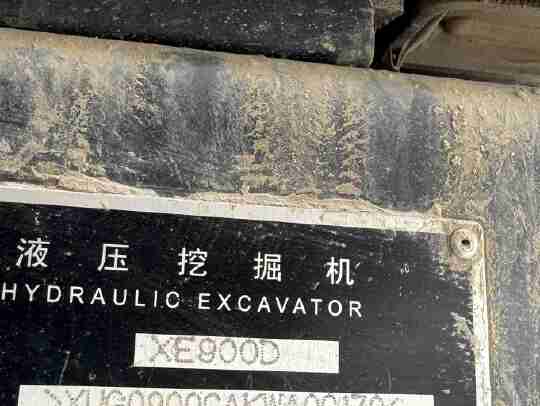 液压挖掘机
HYDRAULIC EXCAVATOR
XE900D